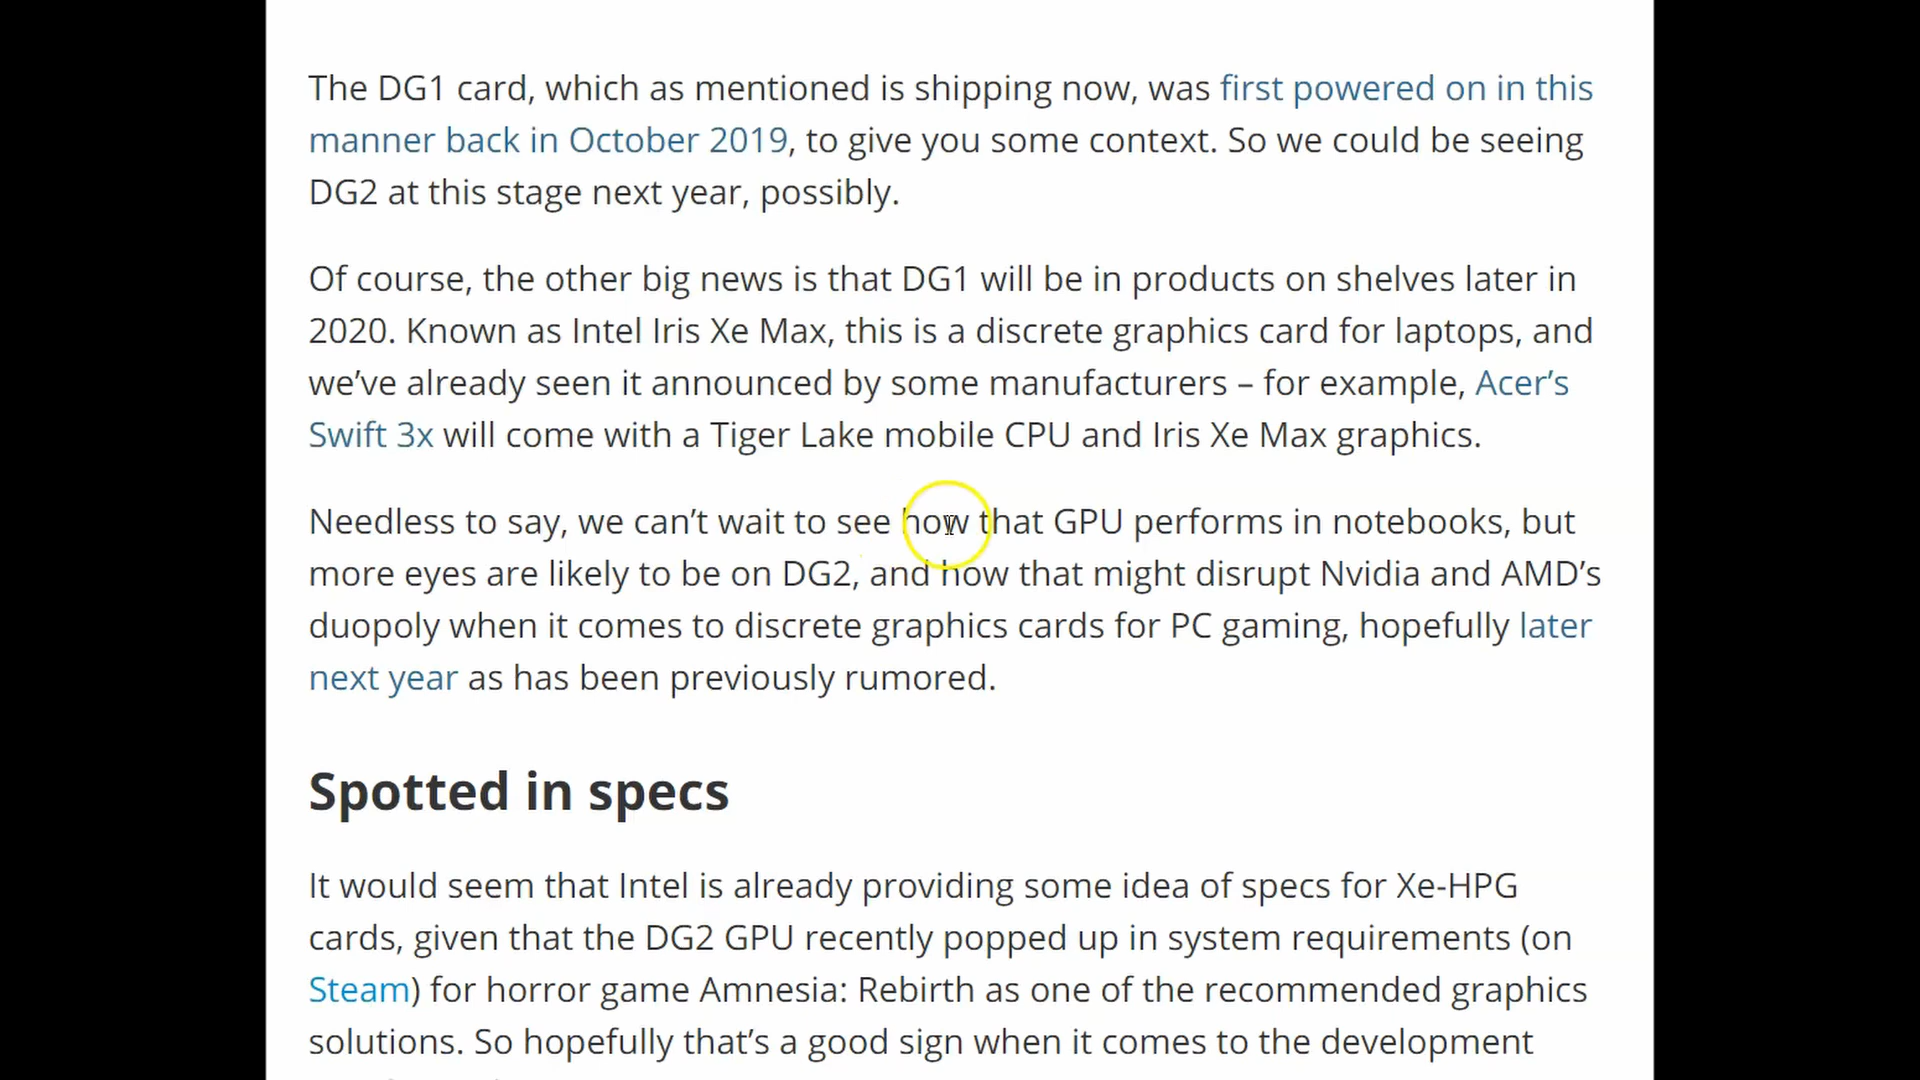 The DG1 card, which as mentioned is shipping now, was first powered on in this
manner back in October 2019, to give you some context. So we could be seeing
DG2 at this stage next year, possibly.
Of course, the other big news is that DG1 will be in products on shelves later in
2020. Known as Intel Iris Xe Max, this is a discrete graphics card for laptops, and
we’ve already seen it announced by some manufacturers – for example, Acer’s
Swift 3x will come with a Tiger Lake mobile CPU and Iris Xe Max graphics.
Needless to say, we can’t wait to see how that GPU performs in notebooks, but
more eyes are likely to be on DG2, and how that might disrupt Nvidia and AMD’s
duopoly when it comes to discrete graphics cards for PC gaming, hopefully later
next year as has been previously rumored.
Spotted in specs
It would seem that Intel is already providing some idea of specs for Xe-HPG
cards, given that the DG2 GPU recently popped up in system requirements (on
Steam) for horror game Amnesia: Rebirth as one of the recommended graphics
solutions. So hopefully that’s a good sign when it comes to the development